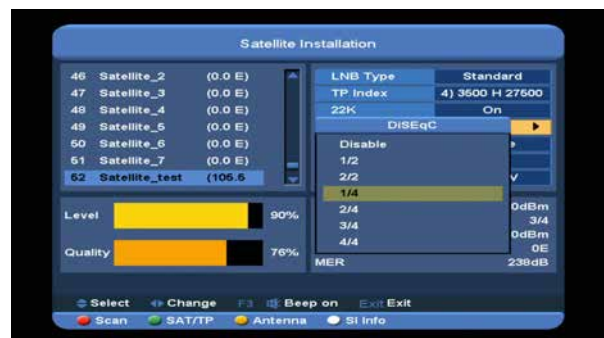 Satellite Installation
46 Satellite_2 (0.0 E)
47 Satellite_3 (0.0 E)
48 Satellite_4 (0.0 E)
49 Satellite_5 (0.0 E)
50 Satellite_6 (0.0 E)
51 Satellite_7 (0.0 E)
52 Satellite_test (105.5
LNB Type Standard
TP Index 4) 3500 H 27500
22K On
DiSEqC
Disable
1/2
2/2
1/4
2/4
3/4
4/4
V
0dBm
3/4
0dBm
0E
MER 239dB
Level 90%
Quality 76%
Select Change F3 Beep on Exit Exit
Scan SAT/TP Antenna SI Info